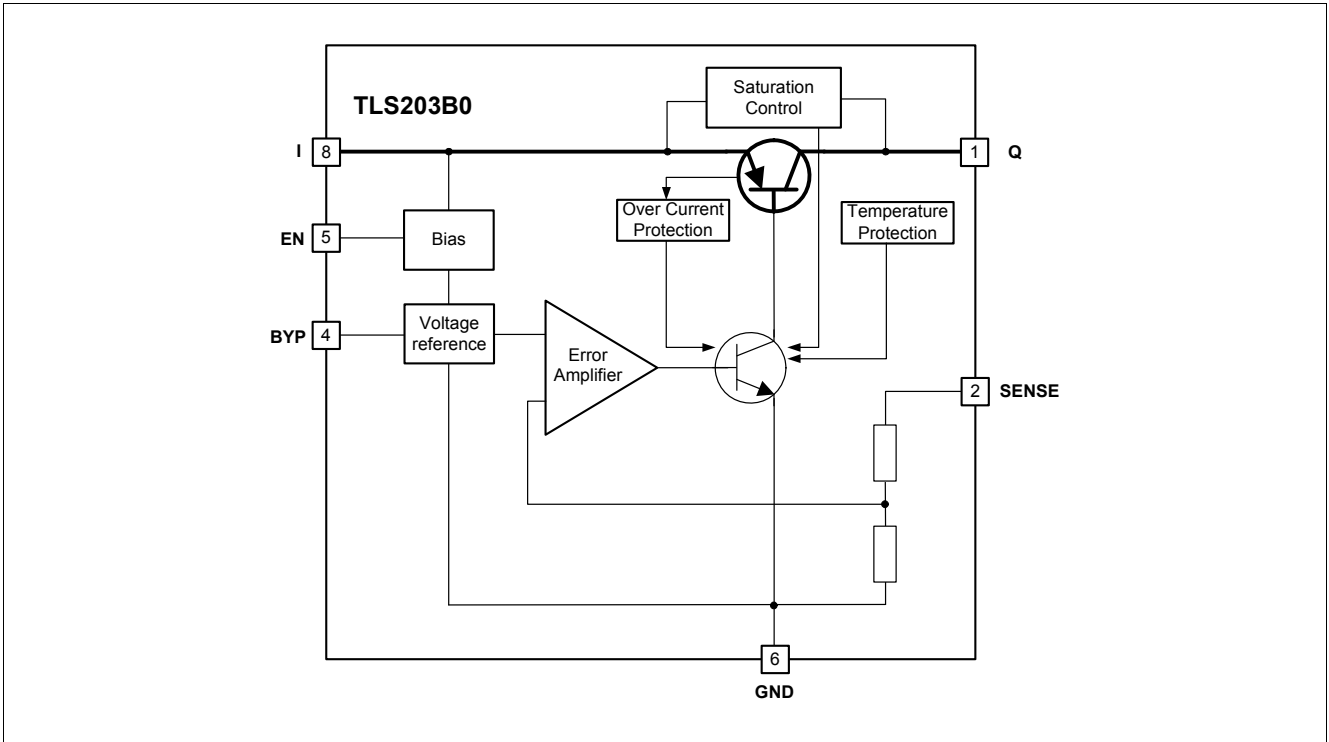 TLS203B0
Saturation
Control
I
8
1
Q
Over Current
Protection
Temperature
Protection
EN
5
Bias
BYP
4
Voltage
reference
Error
Amplifier
2
SENSE
6
GND